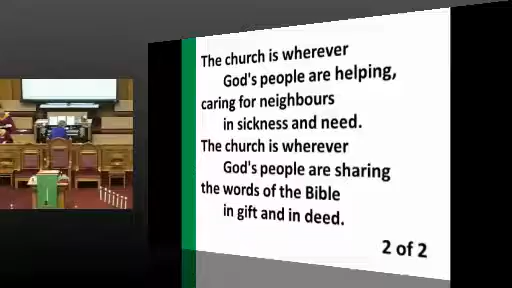 The church is wherever
God's people are helping,
caring for neighbours
in sickness and need.
The church is wherever
God's people are sharing
the words of the Bible
in gift and in deed.
2 of 2